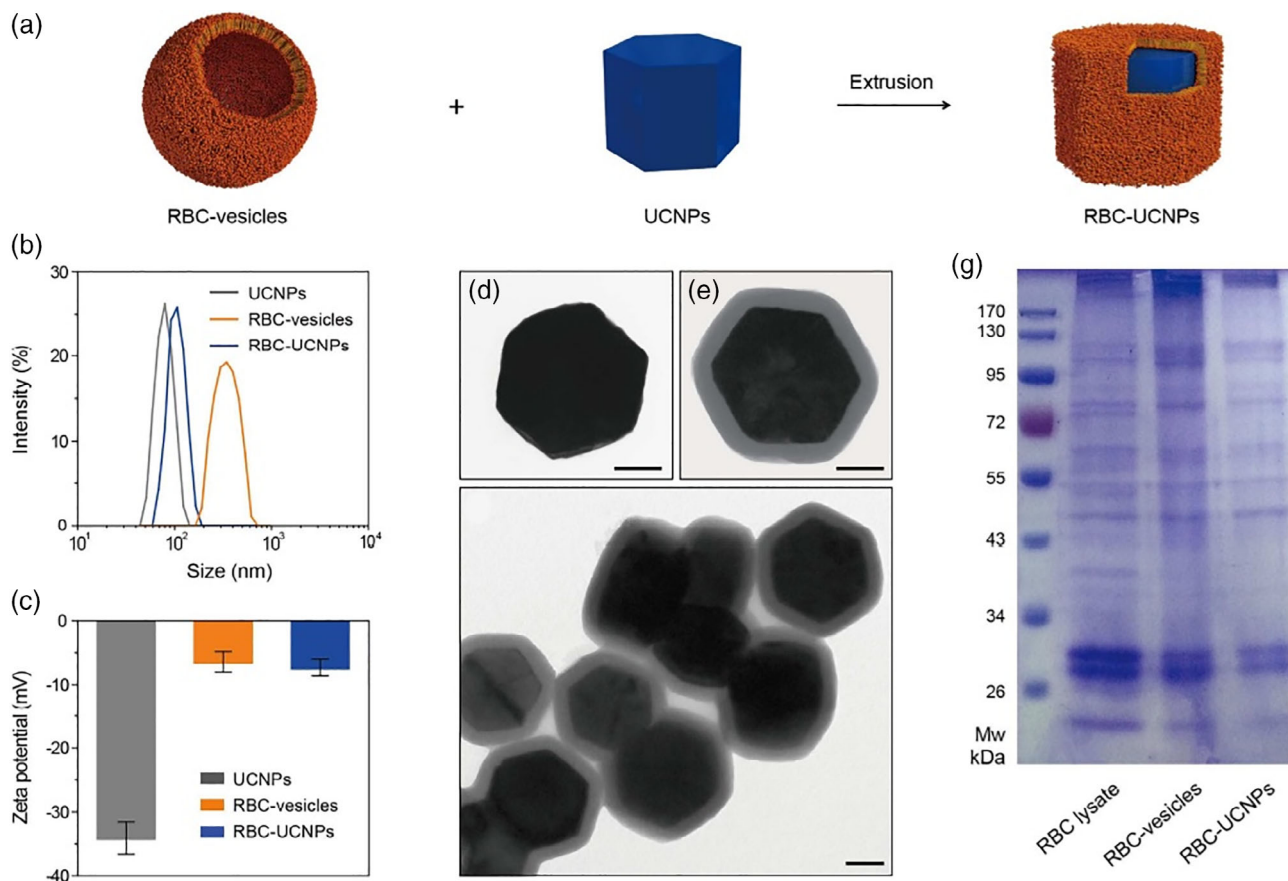 (a)
+
Extrusion
RBC-vesicles
UCNPs
RBC-UCNPs
(b)
30
20
10
0
Intensity (%)
UCNPs
RBC-vesicles
RBC-UCNPs
10¹
10²
10³
10⁴
Size (nm)
(c)
0
-10
-20
-30
-40
Zeta potential (mV)
UCNPs
RBC-vesicles
RBC-UCNPs
(d)
(e)
(g)
170
130
95
72
55
43
34
26
Mw
kDa
RBC lysate
RBC-vesicles
RBC-UCNPs